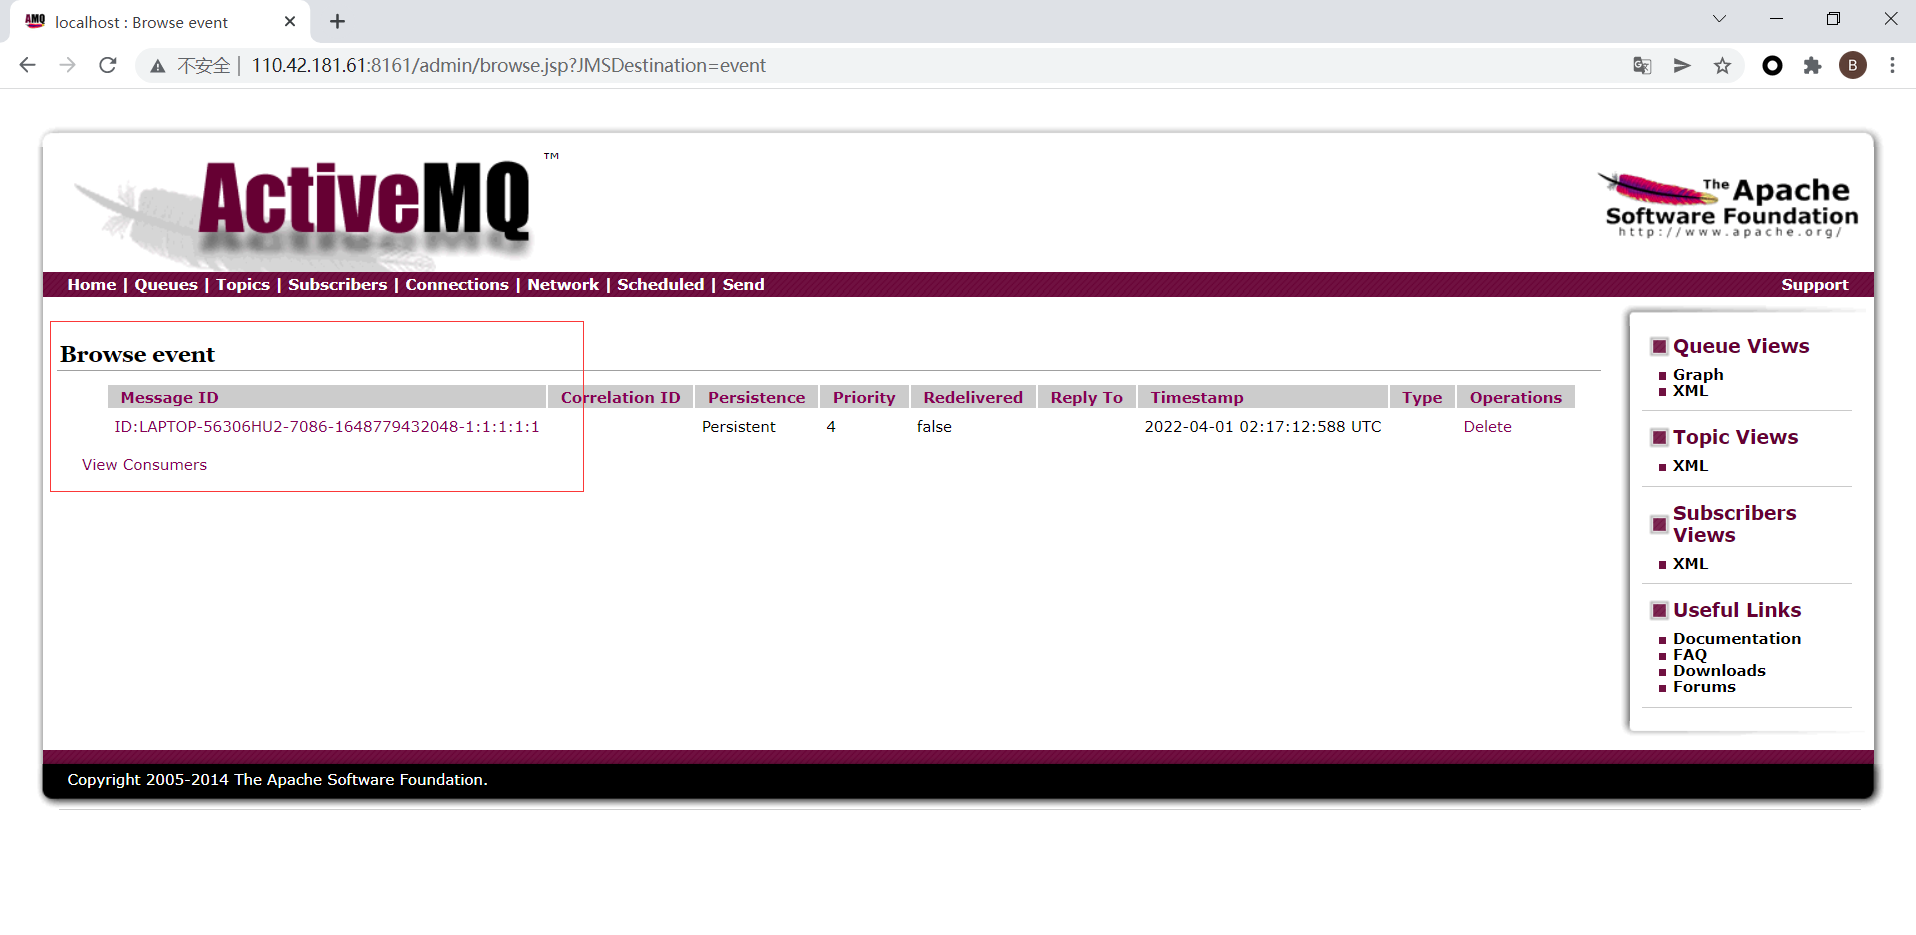 localhost : Browse event
不安全 110.42.181.61:8161/admin/browse.jsp?JMSDestination=event
B
ActiveMQ™
The Apache
Software Foundation
http://www.apache.org/
Home | Queues | Topics | Subscribers | Connections | Network | Scheduled | Send
Support
Browse event
Message ID Correlation ID Persistence Priority Redelivered Reply To Timestamp Type Operations
ID:LAPTOP-56306HU2-7086-1648779432048-1:1:1:1:1 Persistent 4 false 2022-04-01 02:17:12:588 UTC Delete
View Consumers
Queue Views
Graph
XML
Topic Views
XML
Subscribers
Views
XML
Useful Links
Documentation
FAQ
Downloads
Forums
Copyright 2005-2014 The Apache Software Foundation.